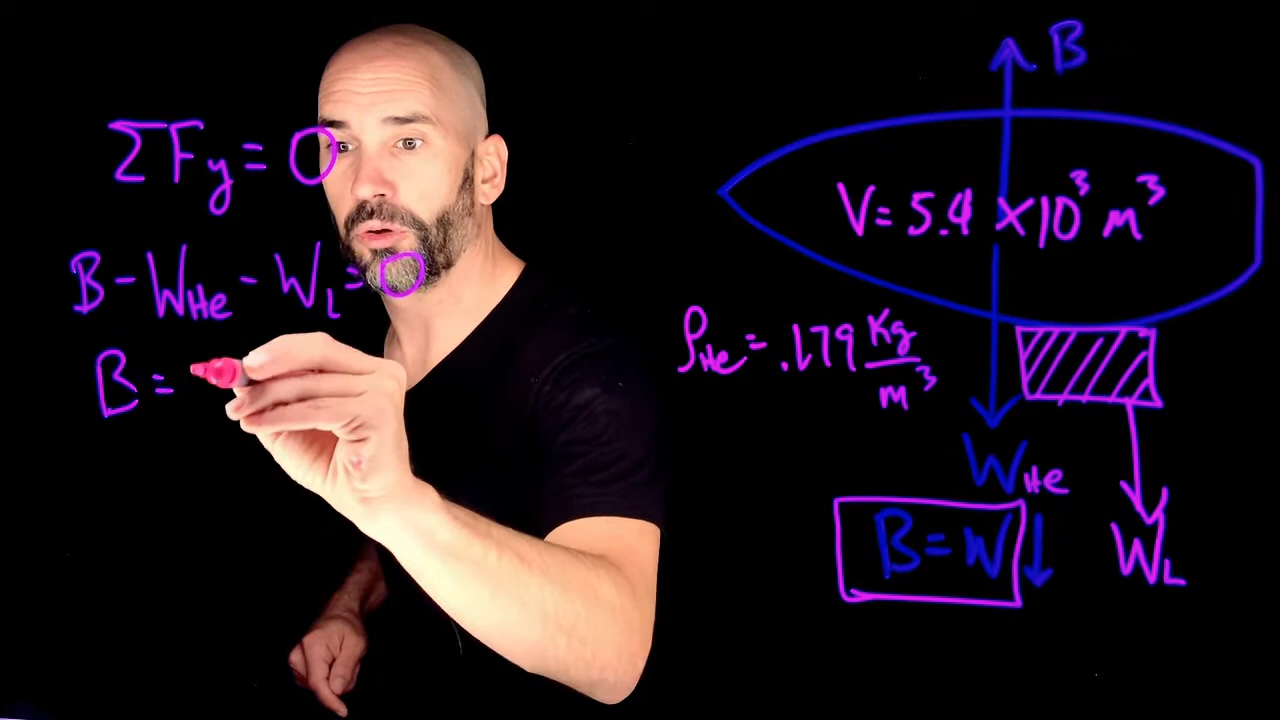 ΣFy = 0
B - WHe - WL = 0
B =
B
V = 5.4 × 10³ m³
ρHe = .179 Kg/m³
WHe
B = W ↓
WL